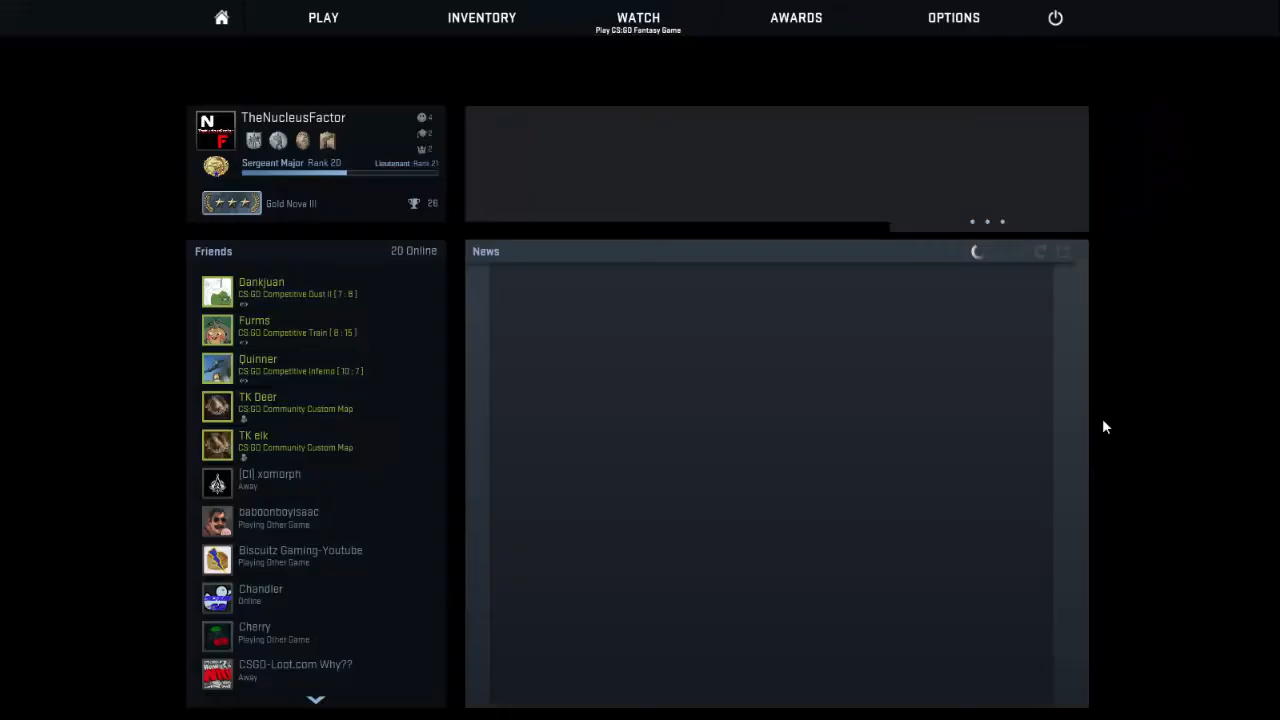 PLAY
INVENTORY
WATCH
Play CS:GO Fantasy Game
AWARDS
OPTIONS
N
F
TheNucleusFactor
4
2
2
Sergeant Major Rank 20
Lieutenant Rank 21
Gold Nova III
26
Friends
20 Online
Dankjuan
CS:GO Competitive Dust II [ 7 : 8 ]
Furms
CS:GO Competitive Train [ 8 : 15 ]
Quinner
CS:GO Competitive Inferno [ 10 : 7 ]
TK Deer
CS:GO Community Custom Map
TK elk
CS:GO Community Custom Map
[CI] xomorph
Away
baboonboyisaac
Playing Other Game
Biscuitz Gaming-Youtube
Playing Other Game
Chandler
Online
Cherry
Playing Other Game
CSGO-Loot.com Why??
Away
News